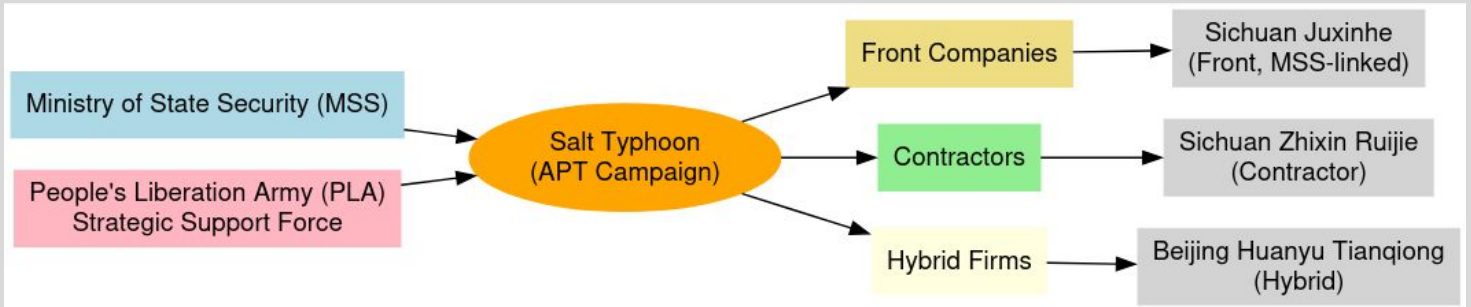 Ministry of State Security (MSS)
People's Liberation Army (PLA)
Strategic Support Force
Salt Typhoon
(APT Campaign)
Front Companies
Contractors
Hybrid Firms
Sichuan Juxinhe
(Front, MSS-linked)
Sichuan Zhixin Ruijie
(Contractor)
Beijing Huanyu Tianqiong
(Hybrid)